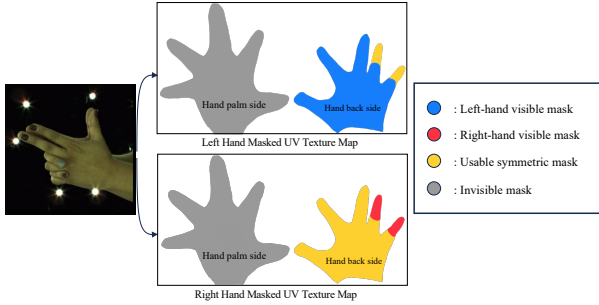 Hand palm side
Hand back side
Left Hand Masked UV Texture Map
Hand palm side
Hand back side
Right Hand Masked UV Texture Map
: Left-hand visible mask
: Right-hand visible mask
: Usable symmetric mask
: Invisible mask